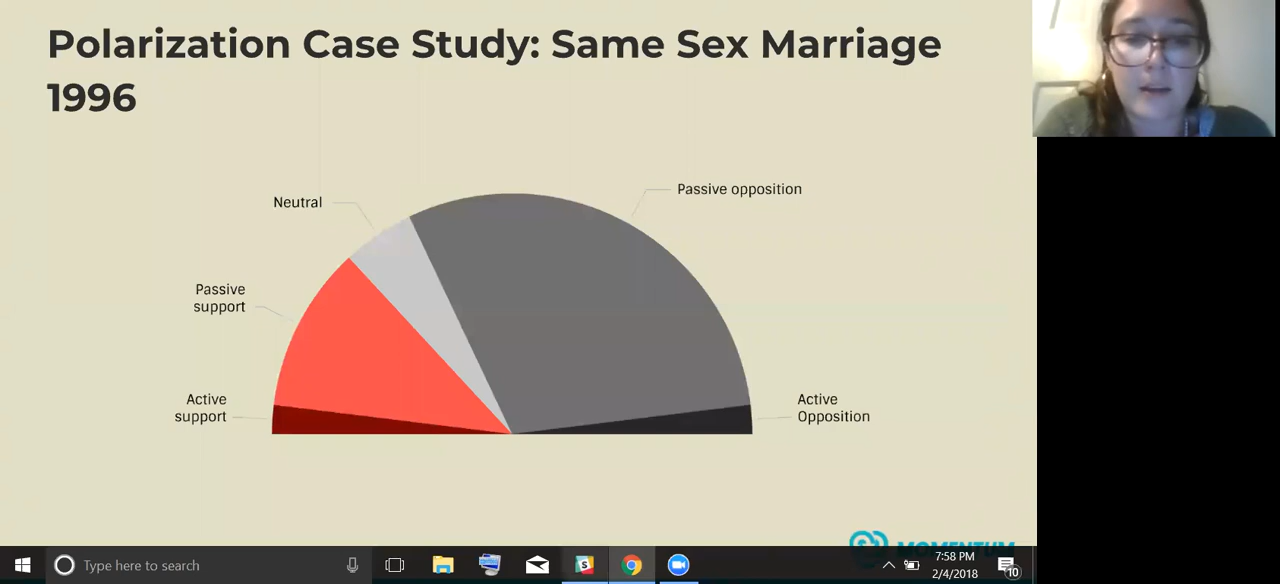 Polarization Case Study: Same Sex Marriage
1996
Neutral
Passive opposition
Passive
support
Active
support
Active
Opposition
MOMENTUM
Type here to search
S
7:58 PM
2/4/2018
10